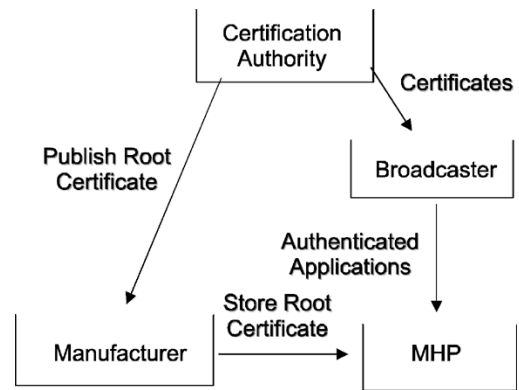 Certification
Authority
Certificates
Publish Root
Certificate
Broadcaster
Authenticated
Applications
Store Root
Certificate
Manufacturer
MHP